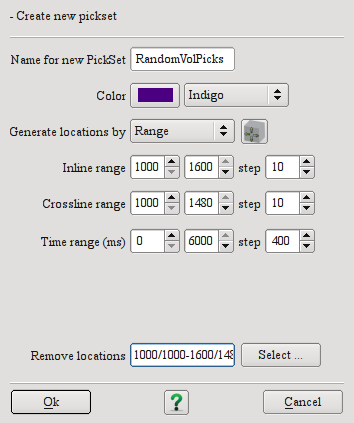 - Create new pickset
Name for new PickSet RandomVolPicks
Color Indigo
Generate locations by Range
Inline range 1000 1600 step 10
Crossline range 1000 1480 step 10
Time range (ms) 0 6000 step 400
Remove locations 1000/1000-1600/148 Select ...
Ok ? Cancel